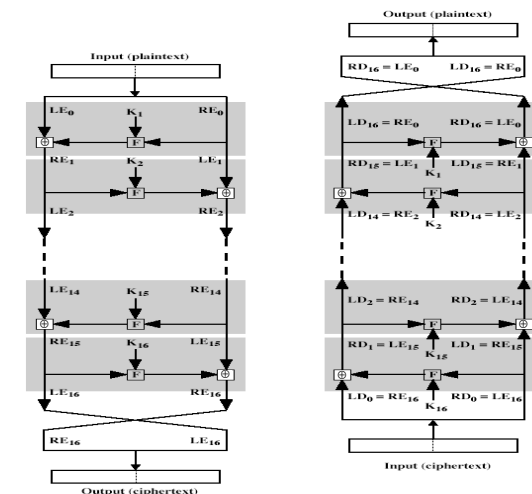 Input (plaintext)
LE0 K1 RE0
F
RE1 K2 LE1
F
LE2 RE2
LE14 K15 RE14
F
RE15 K16 LE15
F
LE16 RE16
RE16 LE16
Output (ciphertext)
Output (plaintext)
RD16 = LE0 LD16 = RE0
LD16 = RE0 RD16 = LE0
F
RD15 = LE1 K1 LD15 = RE1
F
LD14 = RE2 K2 RD14 = LE2
LD2 = RE14 RD2 = LE14
F
RD1 = LE15 K15 LD1 = RE15
F
LD0 = RE16 K16 RD0 = LE16
Input (ciphertext)